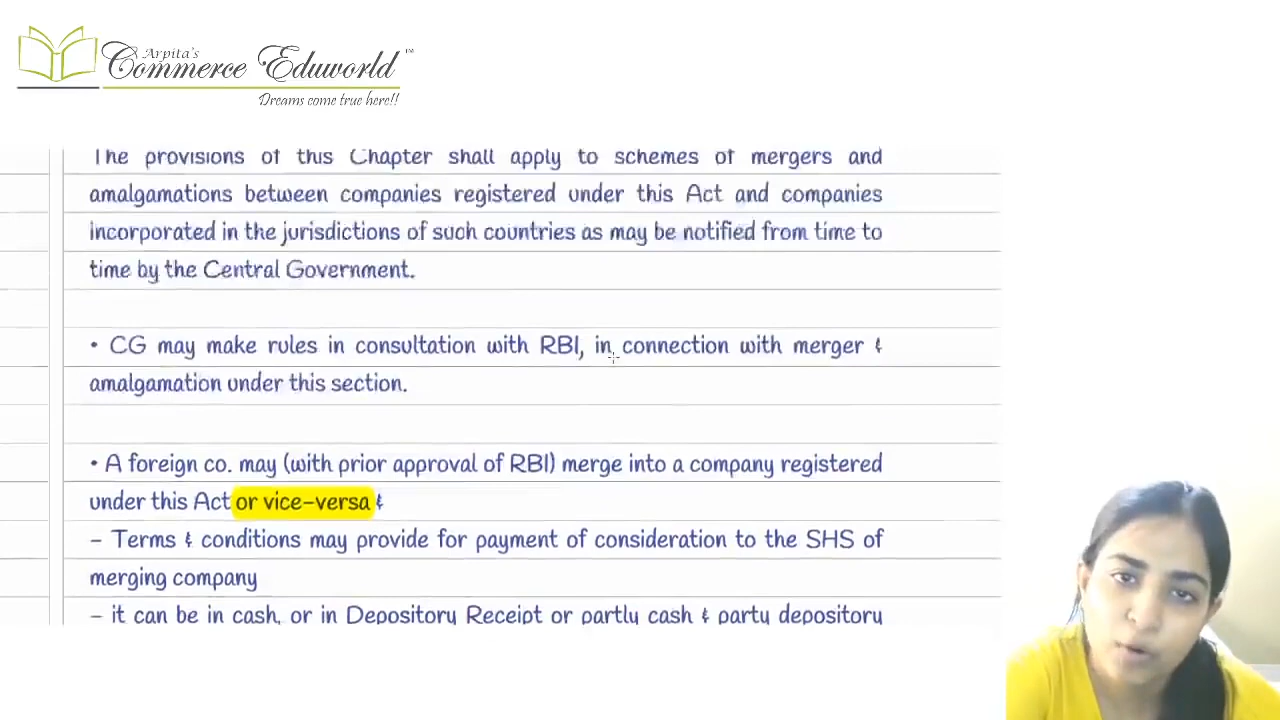 Arpita's
Commerce Eduworld™
Dreams come true here!!
The provisions of this Chapter shall apply to schemes of mergers and
amalgamations between companies registered under this Act and companies
incorporated in the jurisdictions of such countries as may be notified from time to
time by the Central Government.
• CG may make rules in consultation with RBI, in connection with merger &
amalgamation under this section.
• A foreign co. may (with prior approval of RBI) merge into a company registered
under this Act or vice-versa &
- Terms & conditions may provide for payment of consideration to the SHS of
merging company
- it can be in cash, or in Depository Receipt or partly cash & party depository